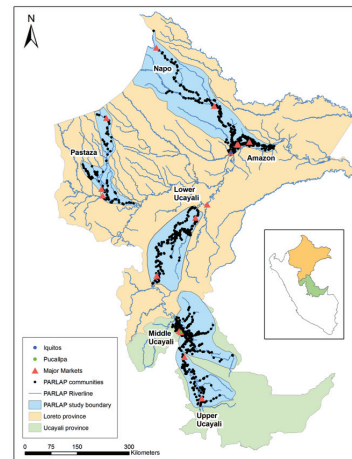 N
Napo
Amazon
Pastaza
Lower
Ucayali
Middle
Ucayali
Upper
Ucayali
Iquitos
Pucallpa
Major Markets
PARLAP communities
PARLAP Riverline
PARLAP study boundary
Loreto province
Ucayali province
0 75 150 300
Kilometers